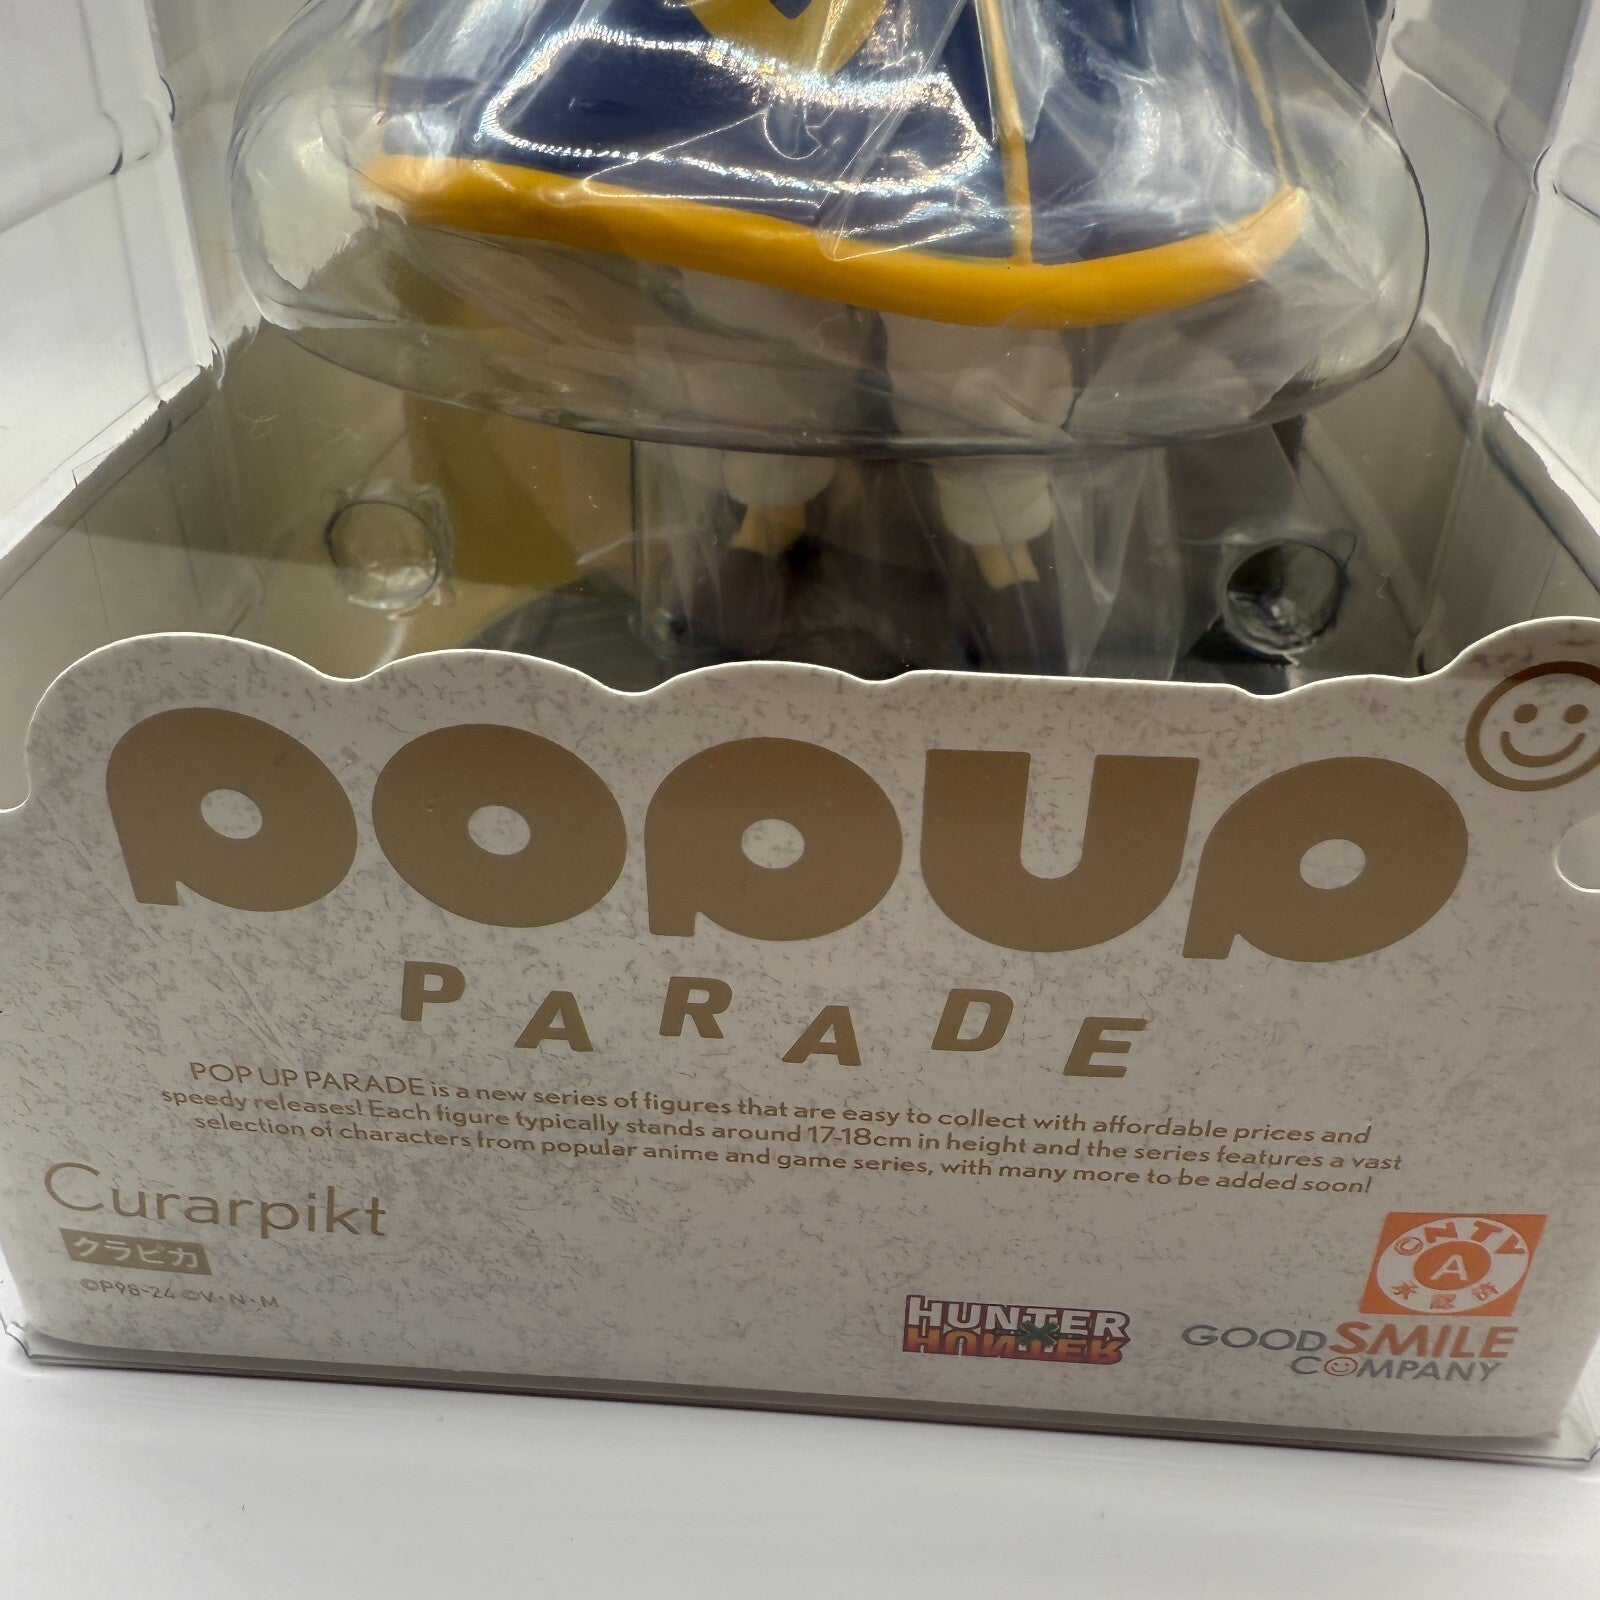 POP UP
PARADE
POP UP PARADE is a new series of figures that are easy to collect with affordable prices and
speedy releases! Each figure typically stands around 17-18cm in height and the series features a vast
selection of characters from popular anime and game series, with many more to be added soon!
Curarpikt
クラピカ
©P98-24 ©V・N・M
HUNTER
HUNTER
©NTV
A
GOOD SMILE
COMPANY